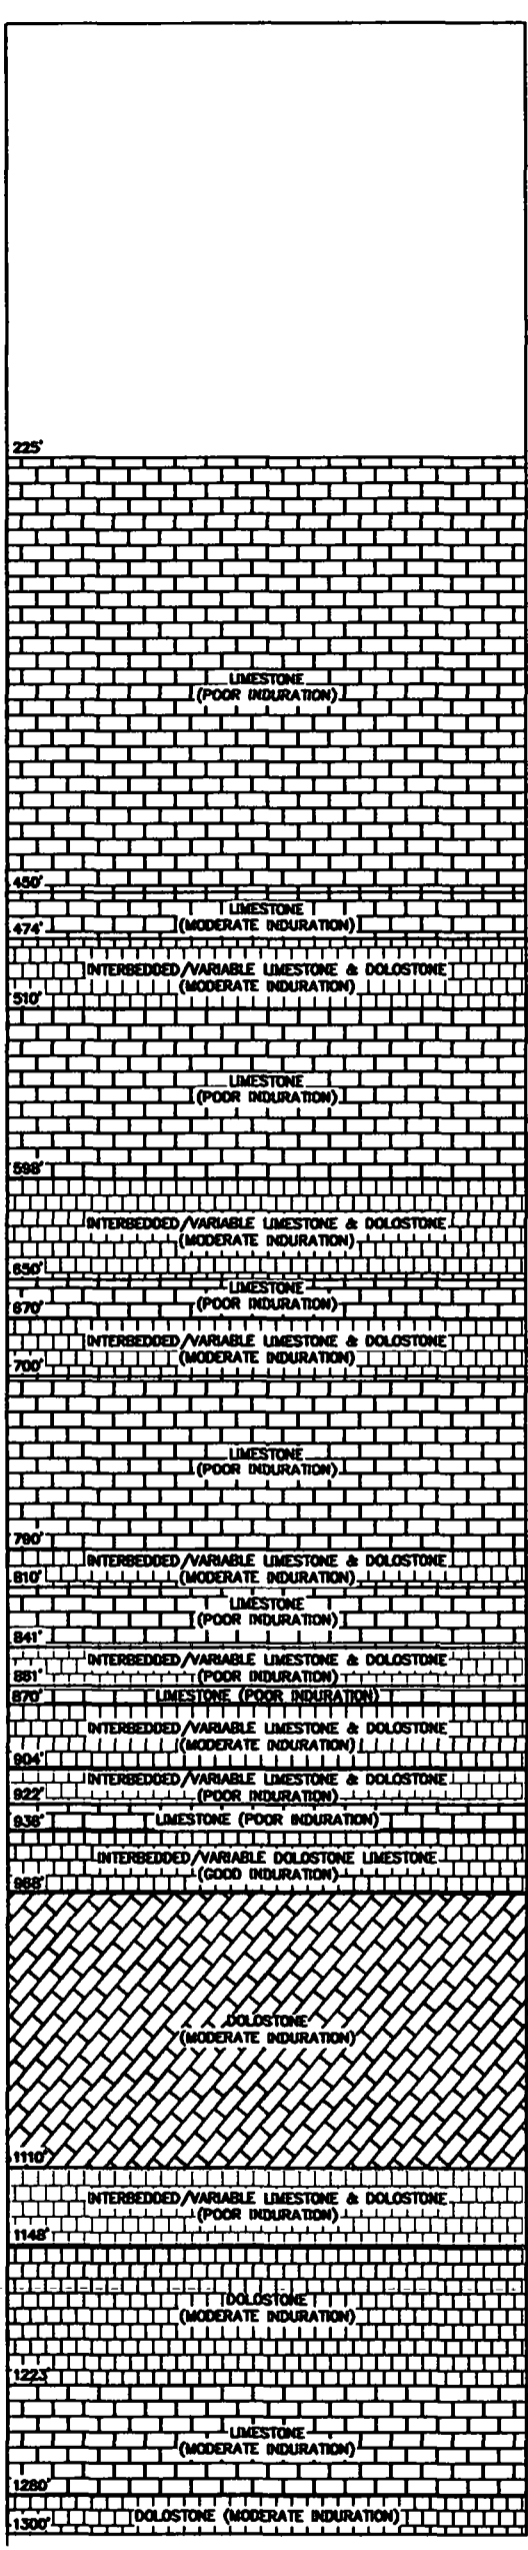 225'
LIMESTONE
(POOR INDURATION)
450'
LIMESTONE
(MODERATE INDURATION)
474'
INTERBEDDED/VARIABLE LIMESTONE & DOLOSTONE
(MODERATE INDURATION)
510'
LIMESTONE
(POOR INDURATION)
598'
INTERBEDDED/VARIABLE LIMESTONE & DOLOSTONE
(MODERATE INDURATION)
650'
LIMESTONE
(POOR INDURATION)
670'
INTERBEDDED/VARIABLE LIMESTONE & DOLOSTONE
(MODERATE INDURATION)
700'
LIMESTONE
(POOR INDURATION)
790'
INTERBEDDED/VARIABLE LIMESTONE & DOLOSTONE
(MODERATE INDURATION)
810'
LIMESTONE
(POOR INDURATION)
841'
INTERBEDDED/VARIABLE LIMESTONE & DOLOSTONE
(POOR INDURATION)
861'
LIMESTONE (POOR INDURATION)
870'
INTERBEDDED/VARIABLE LIMESTONE & DOLOSTONE
(MODERATE INDURATION)
904'
INTERBEDDED/VARIABLE LIMESTONE & DOLOSTONE
(POOR INDURATION)
922'
LIMESTONE (POOR INDURATION)
936'
INTERBEDDED/VARIABLE DOLOSTONE LIMESTONE
(GOOD INDURATION)
968'
DOLOSTONE
(MODERATE INDURATION)
1110'
INTERBEDDED/VARIABLE LIMESTONE & DOLOSTONE
(POOR INDURATION)
1148'
DOLOSTONE
(MODERATE INDURATION)
1223'
LIMESTONE
(MODERATE INDURATION)
1280'
DOLOSTONE (MODERATE INDURATION)
1300'